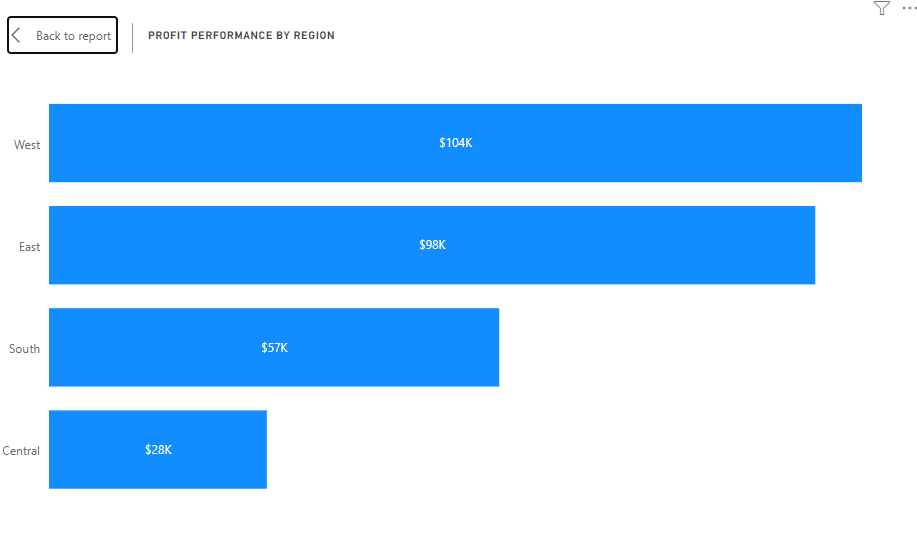 Back to report
PROFIT PERFORMANCE BY REGION
West
$104K
East
$98K
South
$57K
Central
$28K